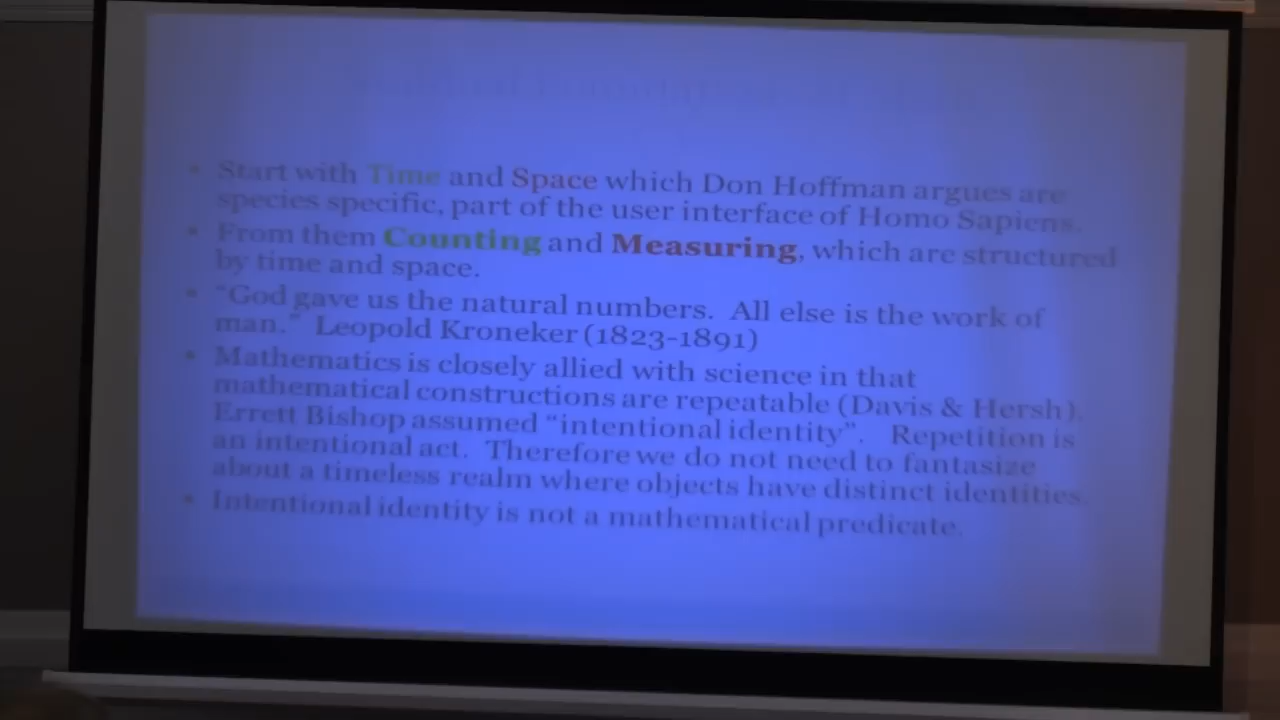 • Start with Time and Space which Don Hoffman argues are
species specific, part of the user interface of Homo Sapiens.
• From them Counting and Measuring, which are structured
by time and space.
• "God gave us the natural numbers. All else is the work of
man." Leopold Kroneker (1823-1891)
• Mathematics is closely allied with science in that
mathematical constructions are repeatable (Davis & Hersh).
Errett Bishop assumed "intentional identity". Repetition is
an intentional act. Therefore we do not need to fantasize
about a timeless realm where objects have distinct identities.
• Intentional identity is not a mathematical predicate.